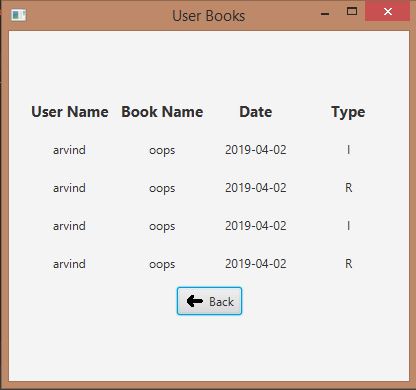 User Books
User Name Book Name Date Type
arvind oops 2019-04-02 I
arvind oops 2019-04-02 R
arvind oops 2019-04-02 I
arvind oops 2019-04-02 R
Back